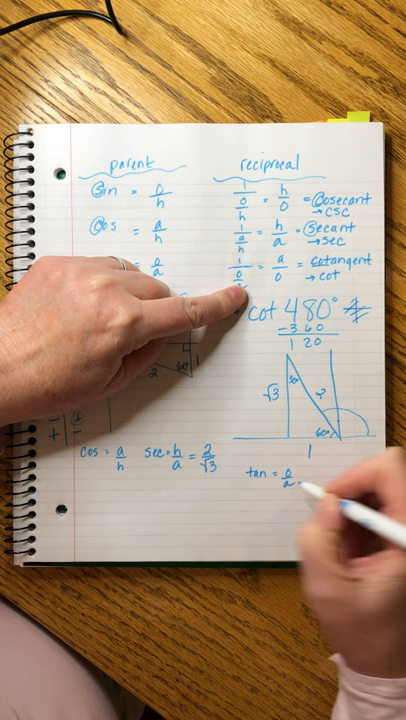 parent reciprocal
Sin = o/h 1/(o/h) = h/o = Cosecant → csc
Cos = a/h 1/(a/h) = h/a = Secant → sec
o/a 1/(o/ = a/o = cotangent → cot
cot 480°
-360
120
2 60° 1
√3 30 2 60°
1
- +
+
cos = a/h sec = h/a = 2/√3
tan = o/a =